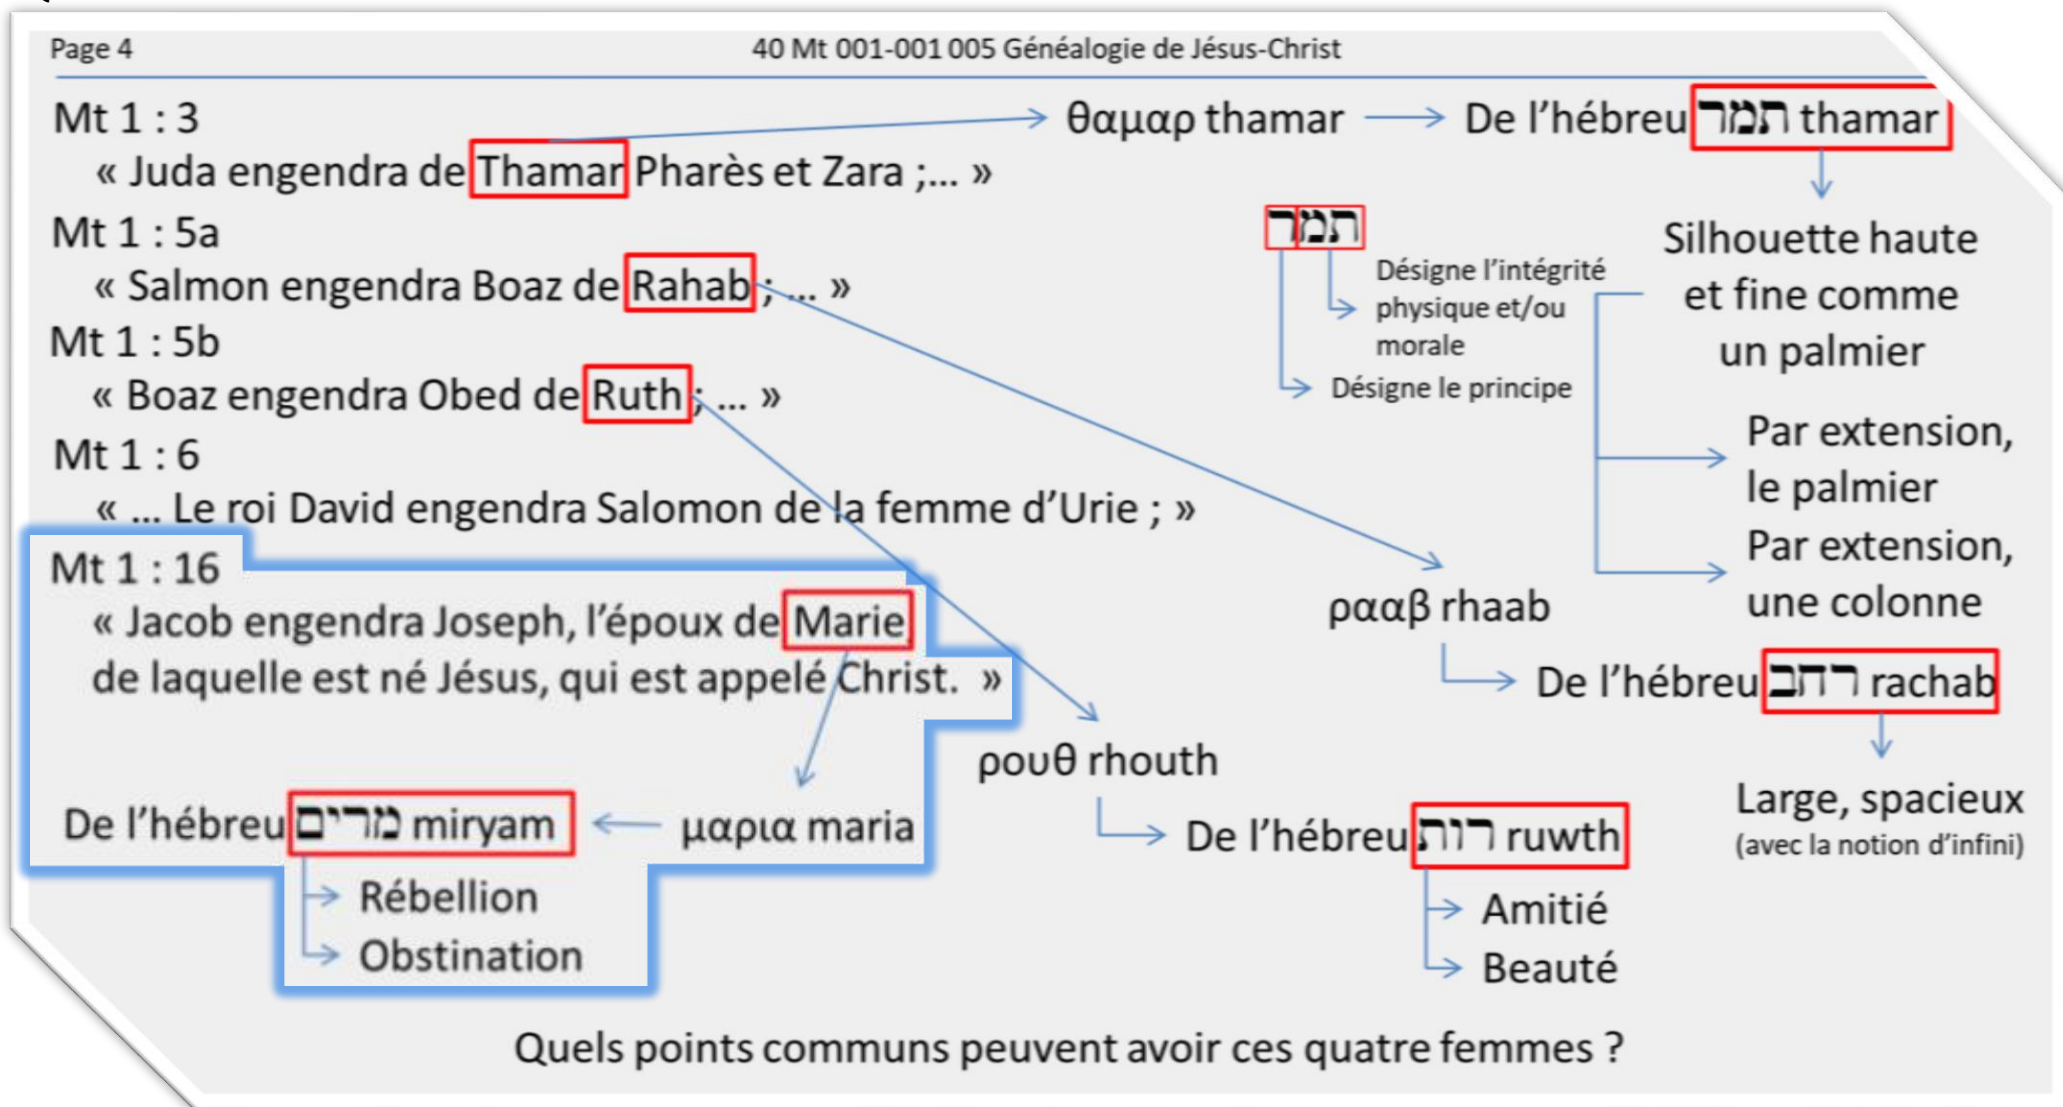 Page 4
40 Mt 001-001 005 Généalogie de Jésus-Christ
Mt 1 : 3
« Juda engendra de Thamar Pharès et Zara ;... »
θαμαρ thamar
De l’hébreu תמר thamar
Mt 1 : 5a
« Salmon engendra Boaz de Rahab ; ... »
Mt 1 : 5b
« Boaz engendra Obed de Ruth ; ... »
Mt 1 : 6
« ... Le roi David engendra Salomon de la femme d’Urie ; »
Mt 1 : 16
« Jacob engendra Joseph, l’époux de Marie,
de laquelle est né Jésus, qui est appelé Christ. »
μαρια maria
De l’hébreu מרים miryam
Rébellion
Obstination
תמר
Désigne l’intégrité
physique et/ou
morale
Désigne le principe
Silhouette haute
et fine comme
un palmier
Par extension,
le palmier
Par extension,
une colonne
ρααβ rhaab
De l’hébreu רחב rachab
Large, spacieux
(avec la notion d’infini)
ρουθ rhouth
De l’hébreu רות ruwth
Amitié
Beauté
Quels points communs peuvent avoir ces quatre femmes ?